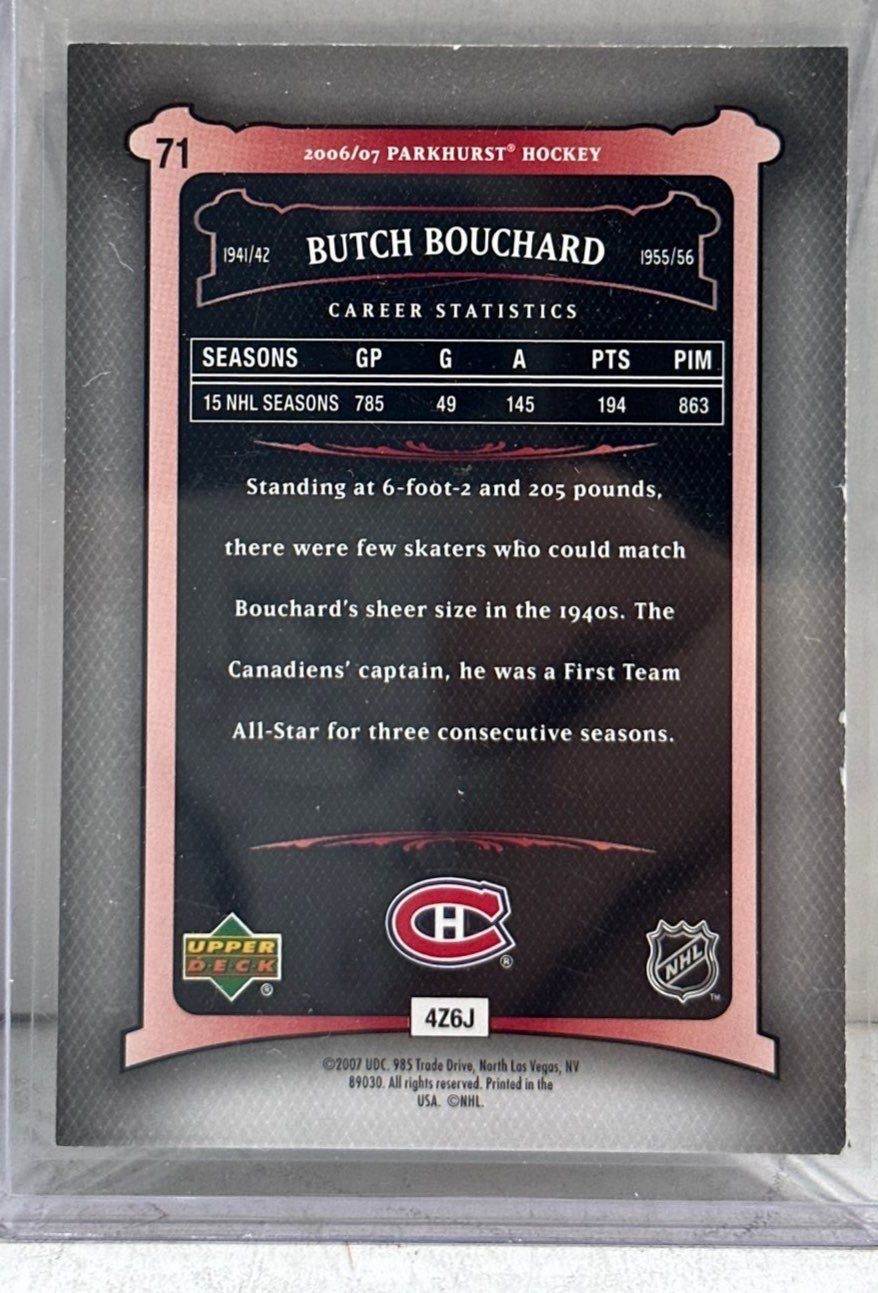 71
2006/07 PARKHURST® HOCKEY
1941/42 BUTCH BOUCHARD 1955/56
CAREER STATISTICS
SEASONS GP G A PTS PIM
15 NHL SEASONS 785 49 145 194 863
Standing at 6-foot-2 and 205 pounds,
there were few skaters who could match
Bouchard's sheer size in the 1940s. The
Canadiens' captain, he was a First Team
All-Star for three consecutive seasons.
UPPER
DECK
®
CH
®
NHL
TM
4Z6J
©2007 UDC. 985 Trade Drive, North Las Vegas, NV
89030. All rights reserved. Printed in the
USA. ©NHL.